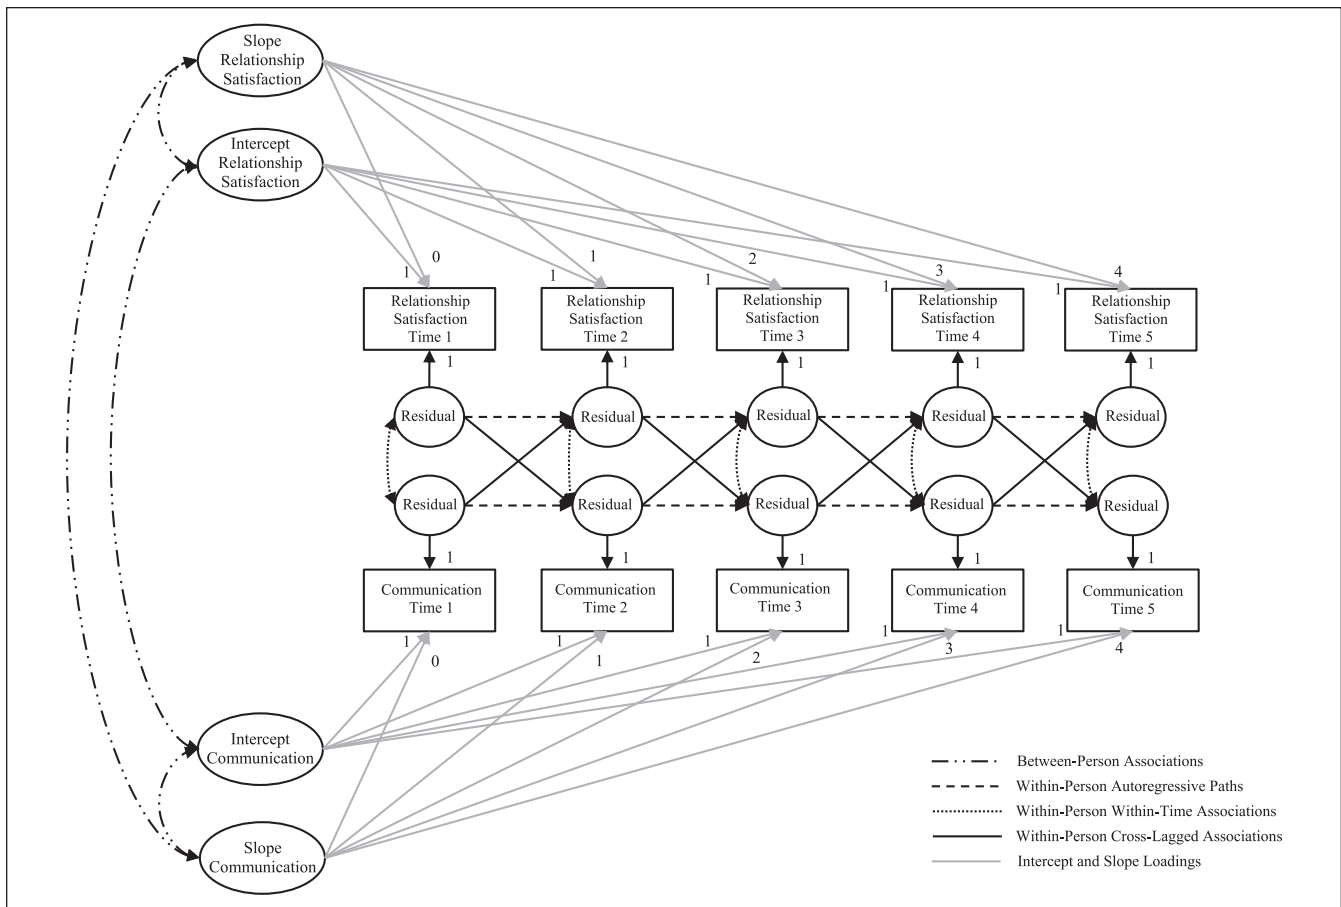 Slope
Relationship
Satisfaction
Intercept
Relationship
Satisfaction
0
1
1
1
2
1
3
1
4
1
Relationship
Satisfaction
Time 1
Relationship
Satisfaction
Time 2
Relationship
Satisfaction
Time 3
Relationship
Satisfaction
Time 4
Relationship
Satisfaction
Time 5
1
1
1
1
1
Residual
Residual
Residual
Residual
Residual
Residual
Residual
Residual
Residual
Residual
1
1
1
1
1
Communication
Time 1
Communication
Time 2
Communication
Time 3
Communication
Time 4
Communication
Time 5
1
0
1
1
1
2
1
3
1
4
Intercept
Communication
Slope
Communication
Between-Person Associations
Within-Person Autoregressive Paths
Within-Person Within-Time Associations
Within-Person Cross-Lagged Associations
Intercept and Slope Loadings